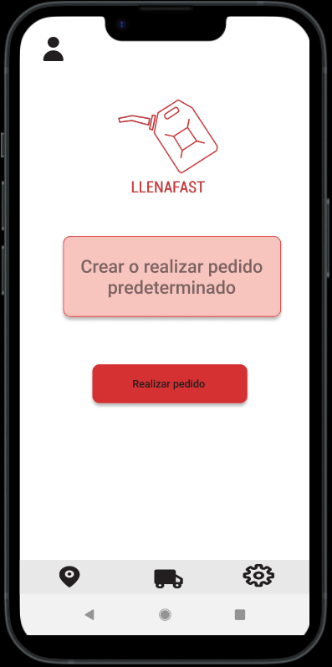 LLENAFAST
Crear o realizar pedido
predeterminado
Realizar pedido